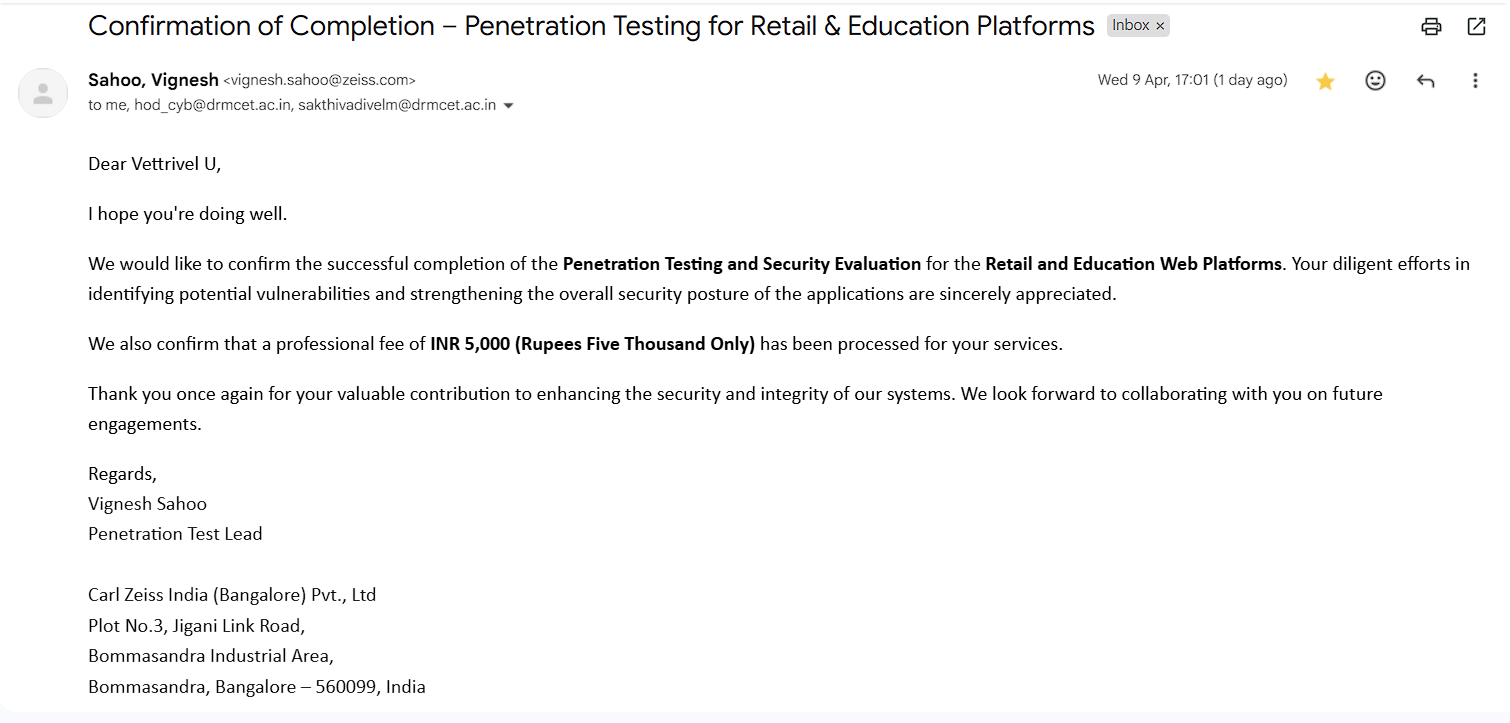 Confirmation of Completion – Penetration Testing for Retail & Education Platforms Inbox ×
Sahoo, Vignesh <vignesh.sahoo@zeiss.com> Wed 9 Apr, 17:01 (1 day ago)
to me, hod_cyb@drmcet.ac.in, sakthivadivelm@drmcet.ac.in
Dear Vettrivel U,
I hope you're doing well.
We would like to confirm the successful completion of the Penetration Testing and Security Evaluation for the Retail and Education Web Platforms. Your diligent efforts in
identifying potential vulnerabilities and strengthening the overall security posture of the applications are sincerely appreciated.
We also confirm that a professional fee of INR 5,000 (Rupees Five Thousand Only) has been processed for your services.
Thank you once again for your valuable contribution to enhancing the security and integrity of our systems. We look forward to collaborating with you on future
engagements.
Regards,
Vignesh Sahoo
Penetration Test Lead
Carl Zeiss India (Bangalore) Pvt., Ltd
Plot No.3, Jigani Link Road,
Bommasandra Industrial Area,
Bommasandra, Bangalore – 560099, India